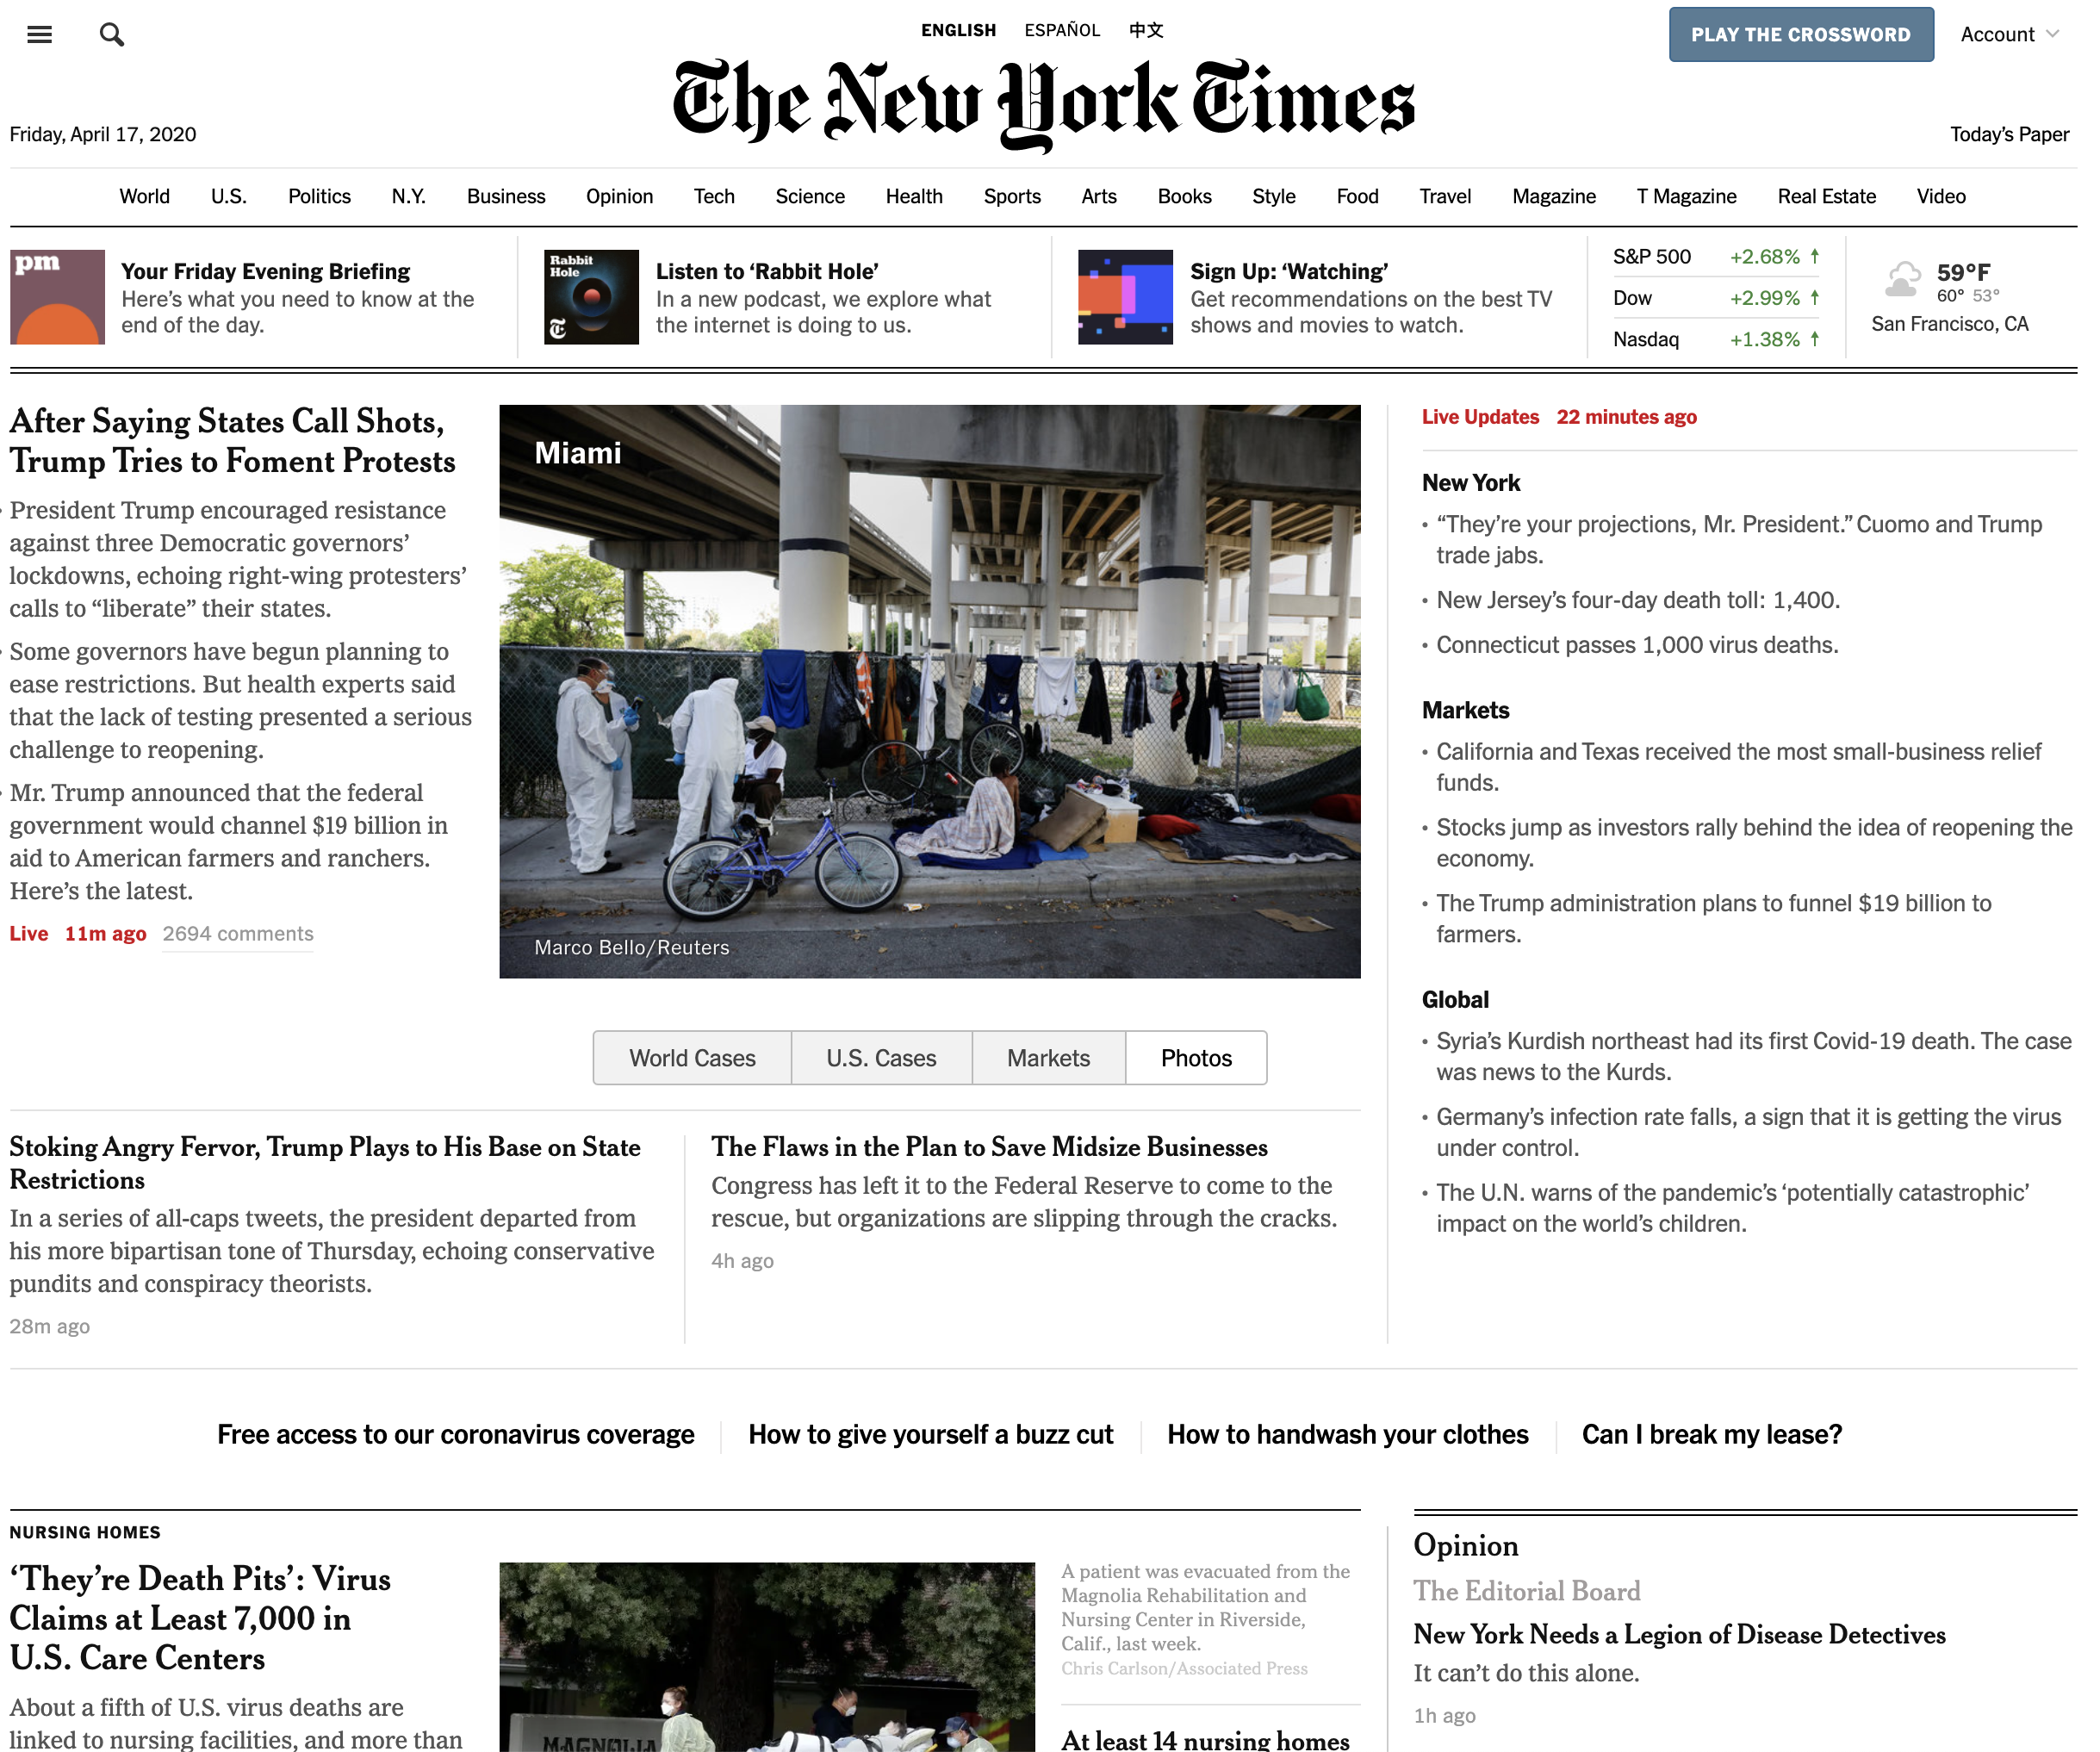 ENGLISH ESPAÑOL 中文
PLAY THE CROSSWORD
Account
The New York Times
Friday, April 17, 2020
Today's Paper
World U.S. Politics N.Y. Business Opinion Tech Science Health Sports Arts Books Style Food Travel Magazine T Magazine Real Estate Video
pm
Your Friday Evening Briefing
Here's what you need to know at the
end of the day.
Rabbit
Hole
Listen to ‘Rabbit Hole’
In a new podcast, we explore what
the internet is doing to us.
Sign Up: ‘Watching’
Get recommendations on the best TV
shows and movies to watch.
S&P 500 +2.68% ↑
Dow +2.99% ↑
Nasdaq +1.38% ↑
59°F
60° 53°
San Francisco, CA
After Saying States Call Shots,
Trump Tries to Foment Protests
• President Trump encouraged resistance
against three Democratic governors’
lockdowns, echoing right-wing protesters’
calls to “liberate” their states.
• Some governors have begun planning to
ease restrictions. But health experts said
that the lack of testing presented a serious
challenge to reopening.
• Mr. Trump announced that the federal
government would channel $19 billion in
aid to American farmers and ranchers.
Here’s the latest.
Live 11m ago 2694 comments
Miami
Marco Bello/Reuters
World Cases U.S. Cases Markets Photos
Stoking Angry Fervor, Trump Plays to His Base on State
Restrictions
In a series of all-caps tweets, the president departed from
his more bipartisan tone of Thursday, echoing conservative
pundits and conspiracy theorists.
28m ago
The Flaws in the Plan to Save Midsize Businesses
Congress has left it to the Federal Reserve to come to the
rescue, but organizations are slipping through the cracks.
4h ago
Live Updates 22 minutes ago
New York
• “They’re your projections, Mr. President.” Cuomo and Trump
trade jabs.
• New Jersey’s four-day death toll: 1,400.
• Connecticut passes 1,000 virus deaths.
Markets
• California and Texas received the most small-business relief
funds.
• Stocks jump as investors rally behind the idea of reopening the
economy.
• The Trump administration plans to funnel $19 billion to
farmers.
Global
• Syria’s Kurdish northeast had its first Covid-19 death. The case
was news to the Kurds.
• Germany’s infection rate falls, a sign that it is getting the virus
under control.
• The U.N. warns of the pandemic’s ‘potentially catastrophic’
impact on the world’s children.
Free access to our coronavirus coverage How to give yourself a buzz cut How to handwash your clothes Can I break my lease?
NURSING HOMES
‘They’re Death Pits’: Virus
Claims at Least 7,000 in
U.S. Care Centers
About a fifth of U.S. virus deaths are
linked to nursing facilities, and more than
MAGNOLIA
A patient was evacuated from the
Magnolia Rehabilitation and
Nursing Center in Riverside,
Calif., last week.
Chris Carlson/Associated Press
At least 14 nursing homes
Opinion
The Editorial Board
New York Needs a Legion of Disease Detectives
It can’t do this alone.
1h ago